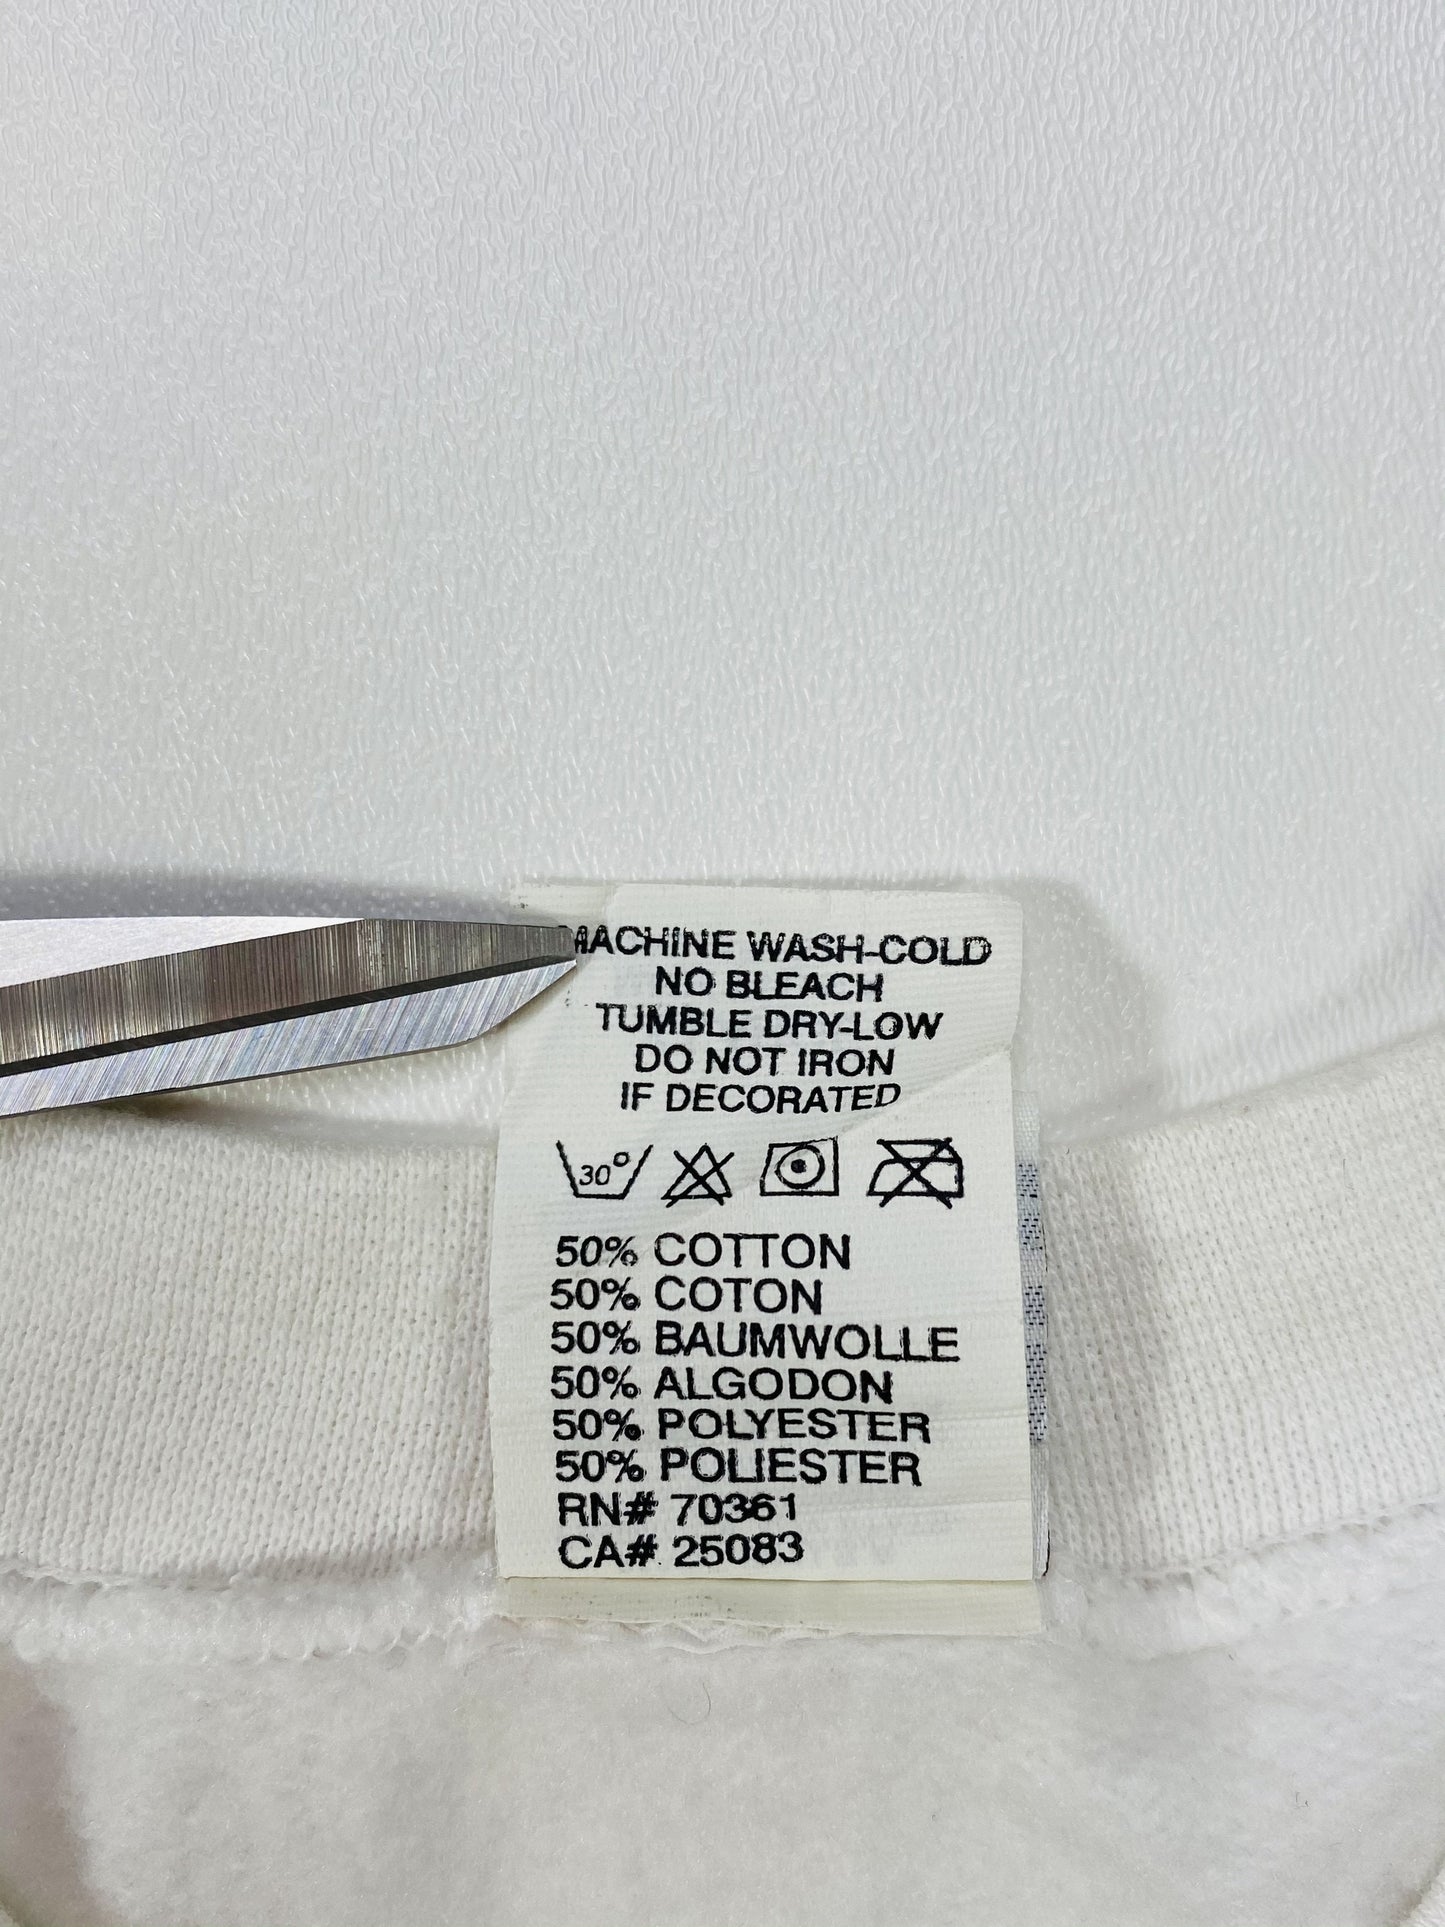 MACHINE WASH-COLD
NO BLEACH
TUMBLE DRY-LOW
DO NOT IRON
IF DECORATED
30°
50% COTTON
50% COTON
50% BAUMWOLLE
50% ALGODON
50% POLYESTER
50% POLIESTER
RN# 70361
CA# 25083